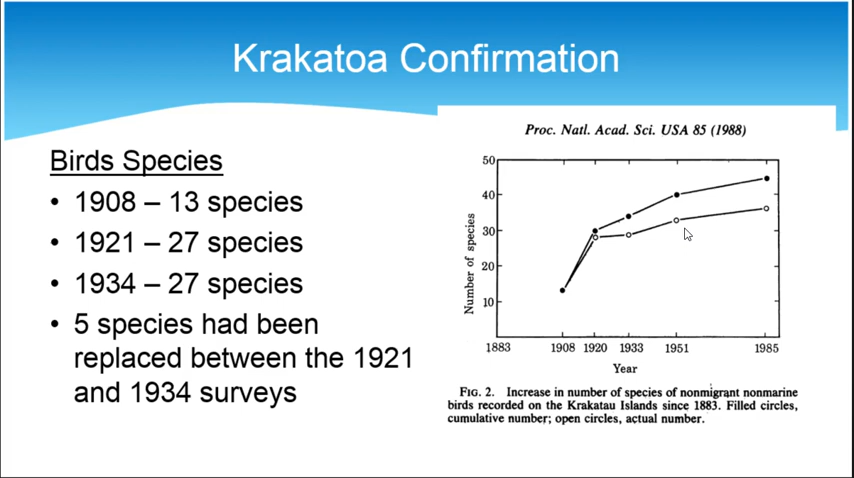 Krakatoa Confirmation
Birds Species
• 1908 – 13 species
• 1921 – 27 species
• 1934 – 27 species
• 5 species had been
replaced between the 1921
and 1934 surveys
Proc. Natl. Acad. Sci. USA 85 (1988)
50
40
30
20
10
Number of species
1883 1908 1920 1933 1951 1985
Year
FIG. 2. Increase in number of species of nonmigrant nonmarine
birds recorded on the Krakatau Islands since 1883. Filled circles,
cumulative number; open circles, actual number.